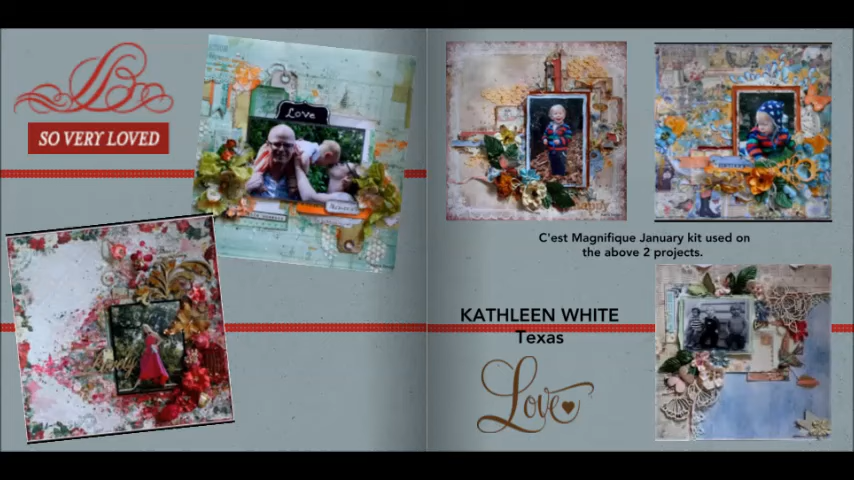 B
SO VERY LOVED
Love
C'est Magnifique January kit used on
the above 2 projects.
KATHLEEN WHITE
Texas
Love